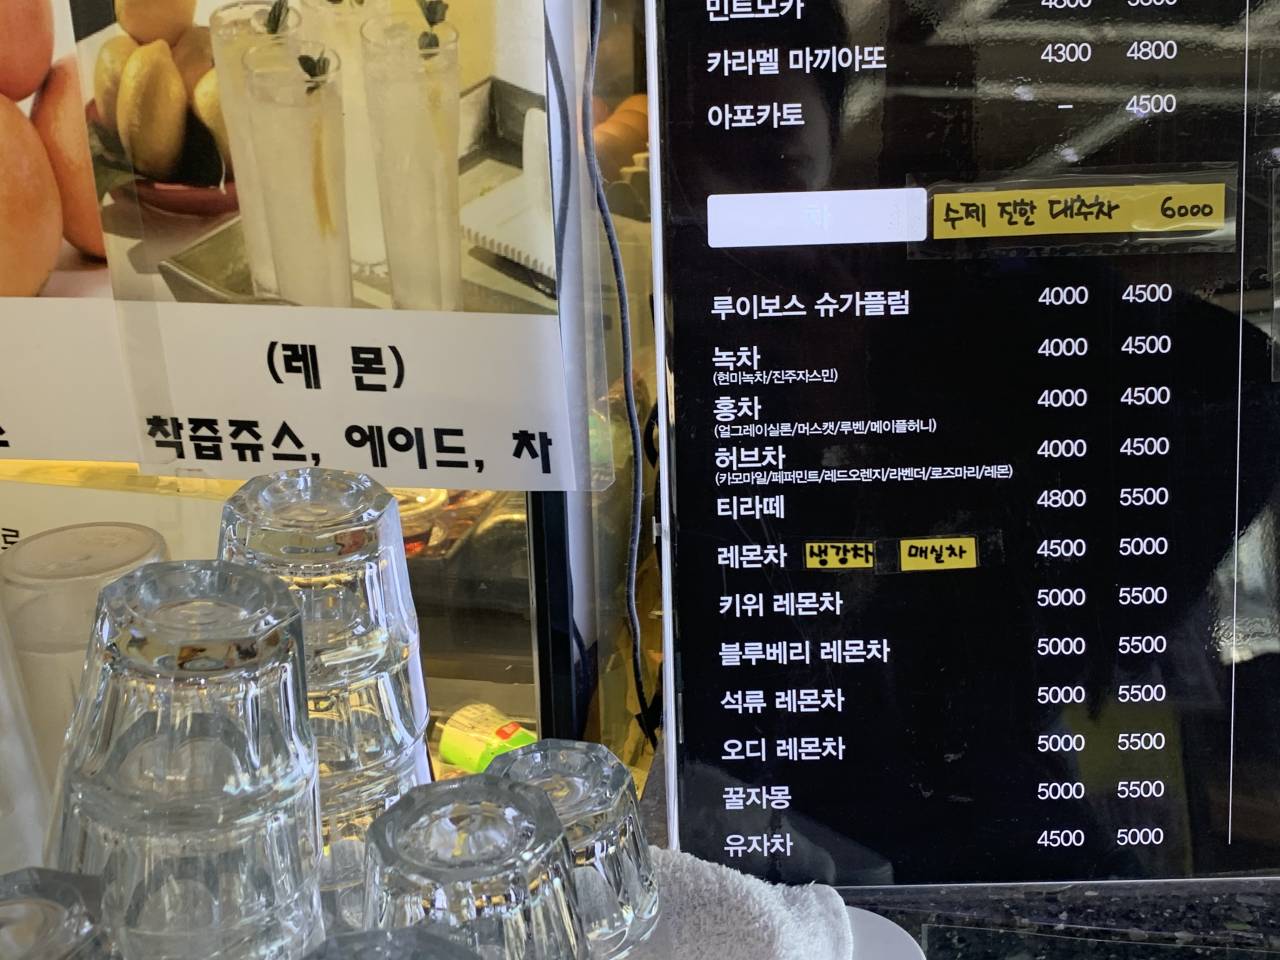 (레 몬)
착즙쥬스, 에이드, 차
민트모카 4800
카라멜 마끼아또 4300 4800
아포카토 - 4500
차
수제 진한 대추차 6000
루이보스 슈가플럼 4000 4500
녹차 4000 4500
(현미녹차/진주자스민)
홍차 4000 4500
(얼그레이실론/머스캣/루벤/메이플허니)
허브차 4000 4500
(카모마일/페퍼민트/레드오렌지/라벤더/로즈마리/레몬)
티라떼 4800 5500
레몬차 생강차 매실차 4500 5000
키위 레몬차 5000 5500
블루베리 레몬차 5000 5500
석류 레몬차 5000 5500
오디 레몬차 5000 5500
꿀자몽 5000 5500
유자차 4500 5000